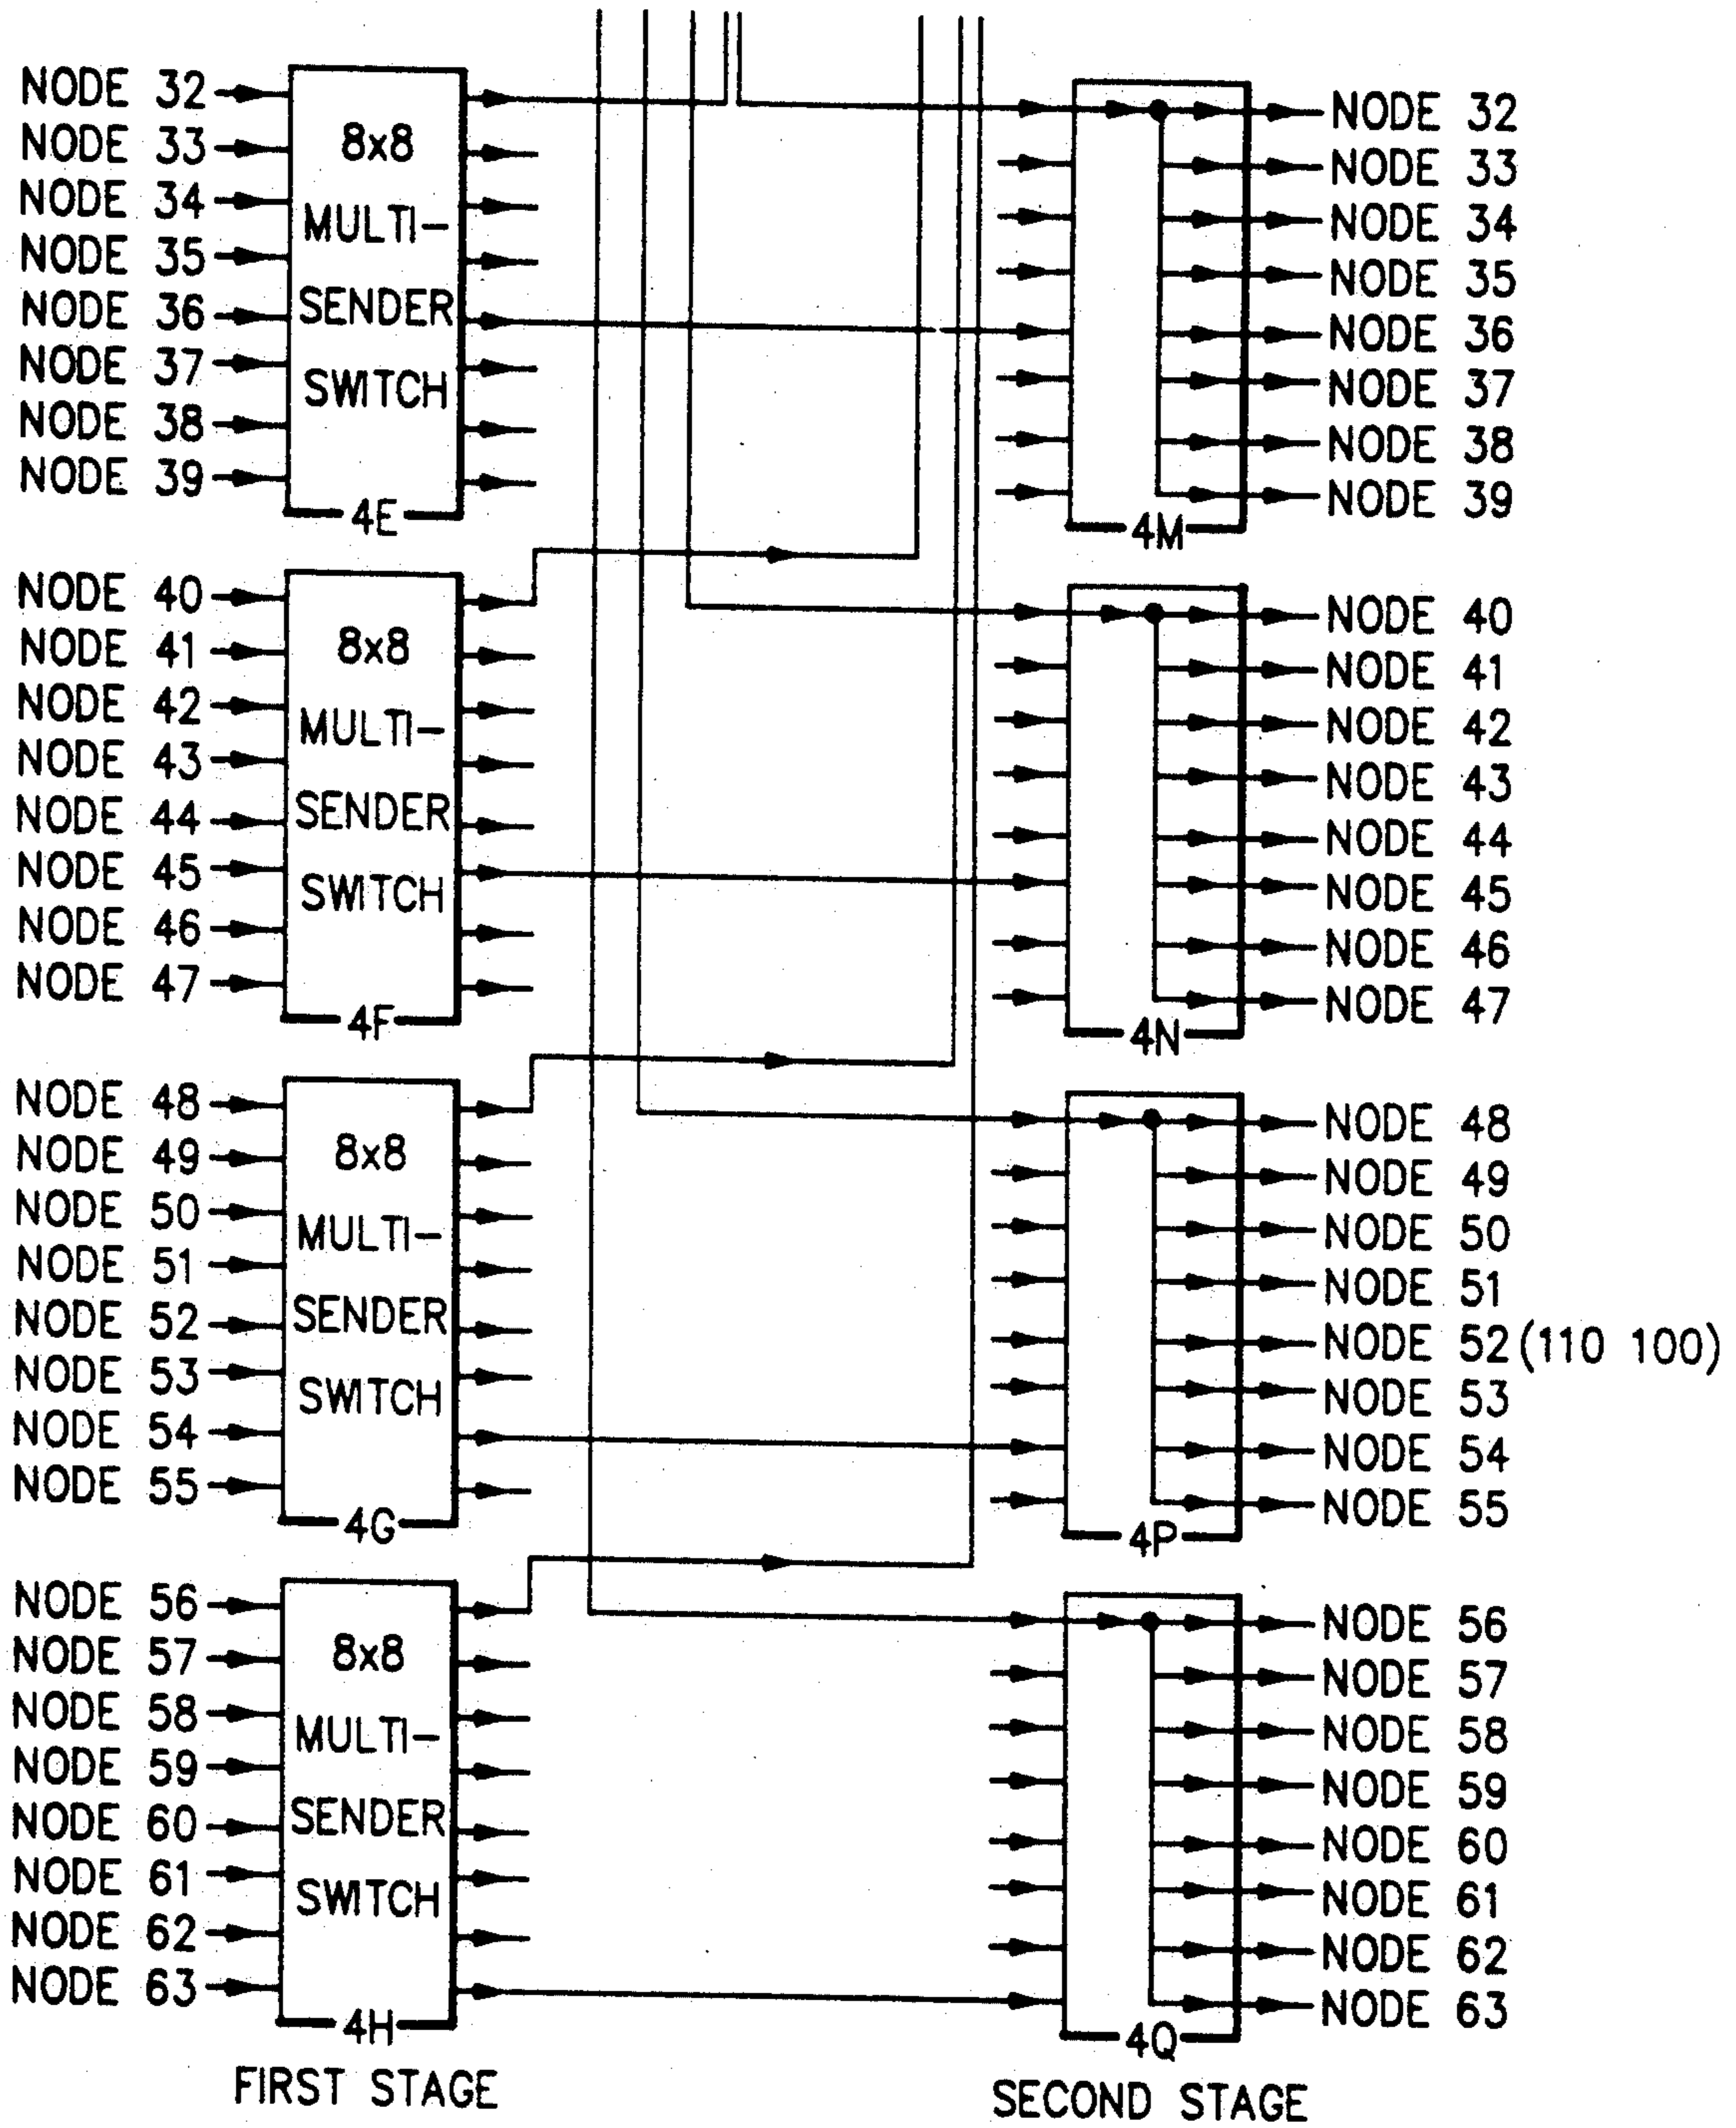 NODE 32
NODE 33
NODE 34
NODE 35
NODE 36
NODE 37
NODE 38
NODE 39
8x8
MULTI-
SENDER
SWITCH
4E
4M
NODE 32
NODE 33
NODE 34
NODE 35
NODE 36
NODE 37
NODE 38
NODE 39
NODE 40
NODE 41
NODE 42
NODE 43
NODE 44
NODE 45
NODE 46
NODE 47
8x8
MULTI-
SENDER
SWITCH
4F
4N
NODE 40
NODE 41
NODE 42
NODE 43
NODE 44
NODE 45
NODE 46
NODE 47
NODE 48
NODE 49
NODE 50
NODE 51
NODE 52
NODE 53
NODE 54
NODE 55
8x8
MULTI-
SENDER
SWITCH
4G
4P
NODE 48
NODE 49
NODE 50
NODE 51
NODE 52 (110 100)
NODE 53
NODE 54
NODE 55
NODE 56
NODE 57
NODE 58
NODE 59
NODE 60
NODE 61
NODE 62
NODE 63
8x8
MULTI-
SENDER
SWITCH
4H
4Q
NODE 56
NODE 57
NODE 58
NODE 59
NODE 60
NODE 61
NODE 62
NODE 63
FIRST STAGE
SECOND STAGE